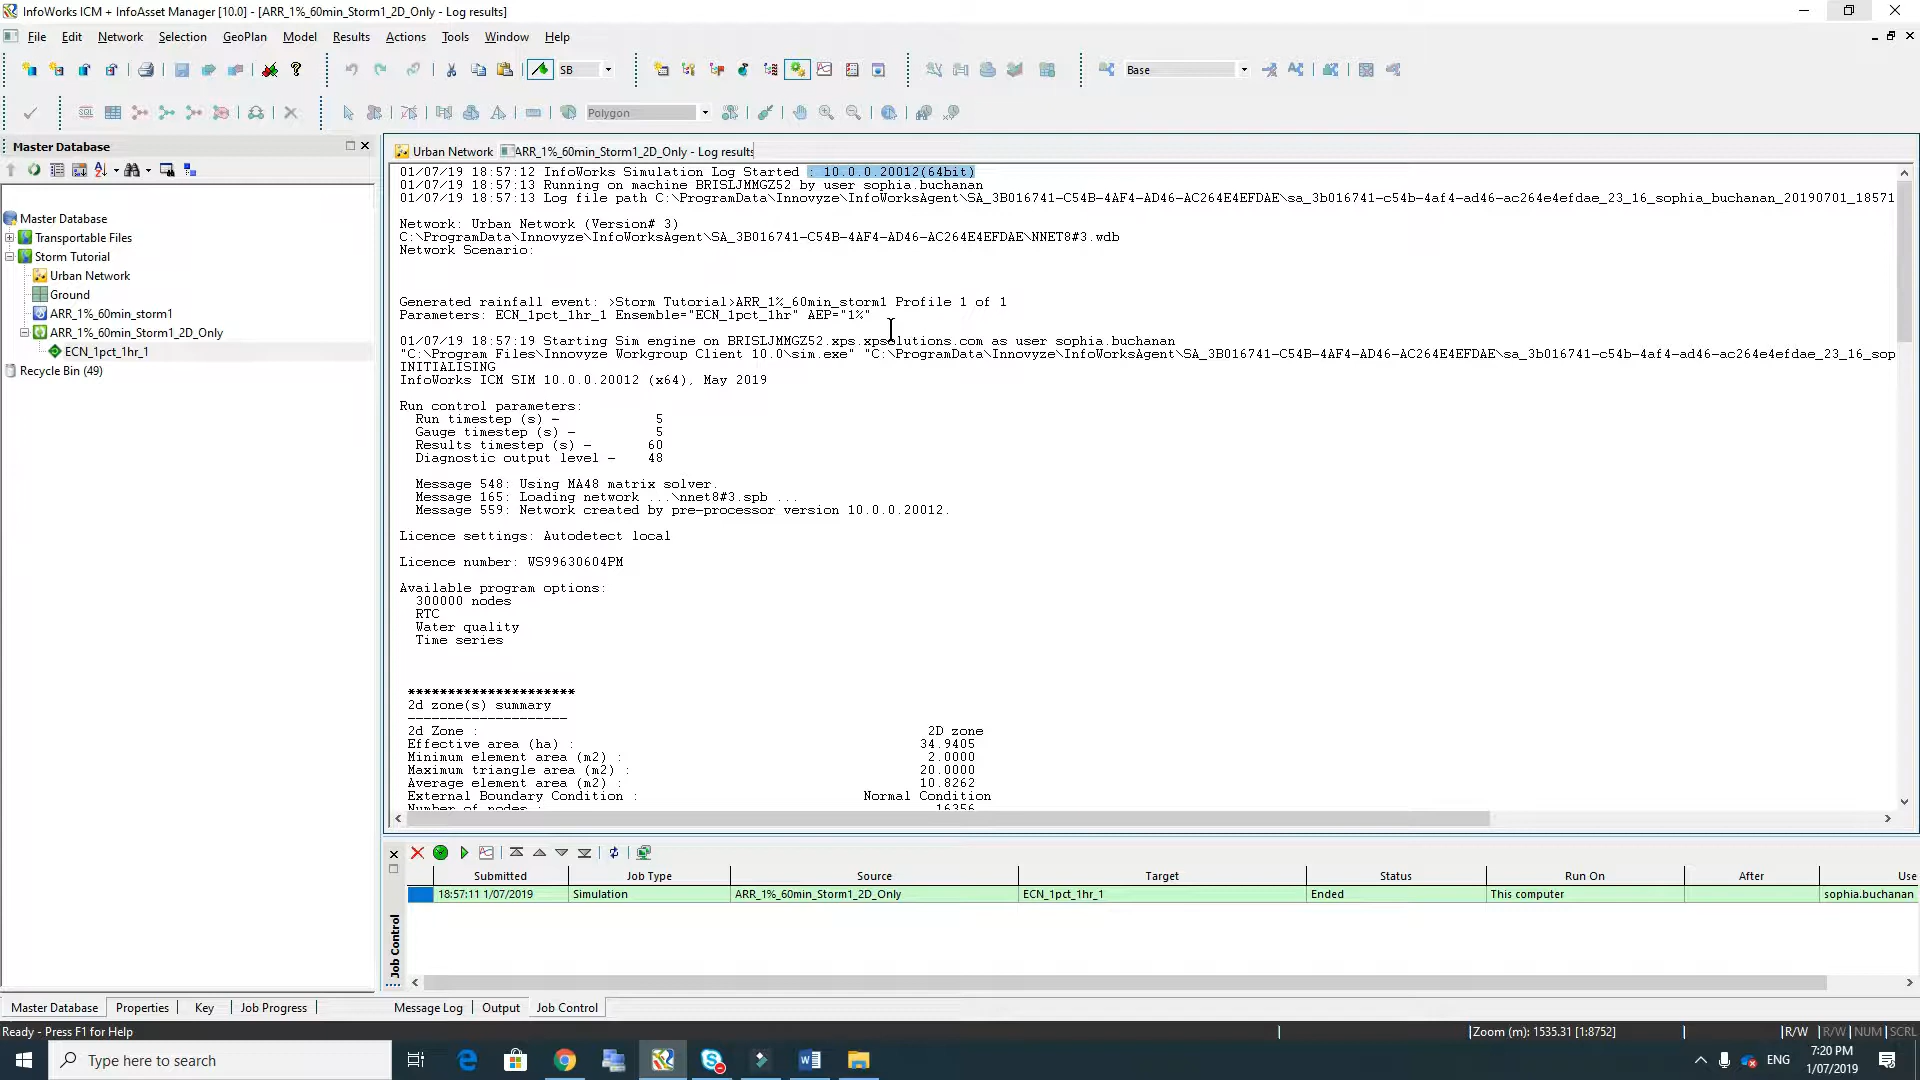 InfoWorks ICM + InfoAsset Manager [10.0] - [ARR_1%_60min_Storm1_2D_Only - Log results]
File Edit Network Selection GeoPlan Model Results Actions Tools Window Help
SB
Base
SQL
Polygon
Master Database
Urban Network
ARR_1%_60min_Storm1_2D_Only - Log results
Master Database
Transportable Files
Storm Tutorial
Urban Network
Ground
ARR_1%_60min_storm1
ARR_1%_60min_Storm1_2D_Only
ECN_1pct_1hr_1
Recycle Bin (49)
01/07/19 18:57:12 InfoWorks Simulation Log Started : 10.0.0.20012(64bit)
01/07/19 18:57:13 Running on machine BRISLJMMGZ52 by user sophia.buchanan
01/07/19 18:57:13 Log file path C:\ProgramData\Innovyze\InfoWorksAgent\SA_3B016741-C54B-4AF4-AD46-AC264E4EFDAE\sa_3b016741-c54b-4af4-ad46-ac264e4efdae_23_16_sophia_buchanan_20190701_18571
Network: Urban Network (Version# 3)
C:\ProgramData\Innovyze\InfoWorksAgent\SA_3B016741-C54B-4AF4-AD46-AC264E4EFDAE\NNET8#3.wdb
Network Scenario:
Generated rainfall event: >Storm Tutorial>ARR_1%_60min_storm1 Profile 1 of 1
Parameters: ECN_1pct_1hr_1 Ensemble="ECN_1pct_1hr" AEP="1%"
01/07/19 18:57:19 Starting Sim engine on BRISLJMMGZ52.xps.xpsolutions.com as user sophia.buchanan
"C:\Program Files\Innovyze Workgroup Client 10.0\sim.exe" "C:\ProgramData\Innovyze\InfoWorksAgent\SA_3B016741-C54B-4AF4-AD46-AC264E4EFDAE\sa_3b016741-c54b-4af4-ad46-ac264e4efdae_23_16_sop
INITIALISING
InfoWorks ICM SIM 10.0.0.20012 (x64), May 2019
Run control parameters:
Run timestep (s) - 5
Gauge timestep (s) - 5
Results timestep (s) - 60
Diagnostic output level - 48
Message 548: Using MA48 matrix solver.
Message 165: Loading network ...\nnet8#3.spb ...
Message 559: Network created by pre-processor version 10.0.0.20012.
Licence settings: Autodetect local
Licence number: WS99630604PM
Available program options:
300000 nodes
RTC
Water quality
Time series
*********************
2d zone(s) summary
--------------------
2d Zone : 2D zone
Effective area (ha) : 34.9405
Minimum element area (m2) : 2.0000
Maximum triangle area (m2) : 20.0000
Average element area (m2) : 10.8262
External Boundary Condition : Normal Condition
Number of nodes : 16356
Job Control
Submitted Job Type Source Target Status Run On After Use
18:57:11 1/07/2019 Simulation ARR_1%_60min_Storm1_2D_Only ECN_1pct_1hr_1 Ended This computer sophia.buchanan
Master Database Properties Key Job Progress Message Log Output Job Control
Ready - Press F1 for Help
Zoom (m): 1535.31 [1:8752] R/W R/W NUM SCRL
Type here to search
ENG
7:20 PM
1/07/2019